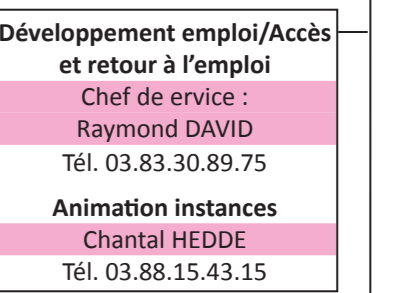 Développement emploi/Accès
et retour à l’emploi
Chef de ervice :
Raymond DAVID
Tél. 03.83.30.89.75
Animation instances
Chantal HEDDE
Tél. 03.88.15.43.15